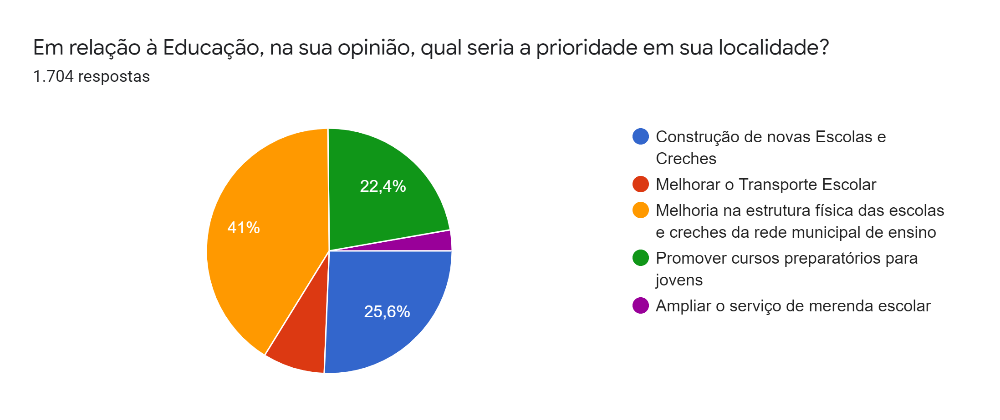 Em relação à Educação, na sua opinião, qual seria a prioridade em sua localidade?
1.704 respostas
22,4%
41%
25,6%
Construção de novas Escolas e
Creches
Melhorar o Transporte Escolar
Melhoria na estrutura física das escolas
e creches da rede municipal de ensino
Promover cursos preparatórios para
jovens
Ampliar o serviço de merenda escolar